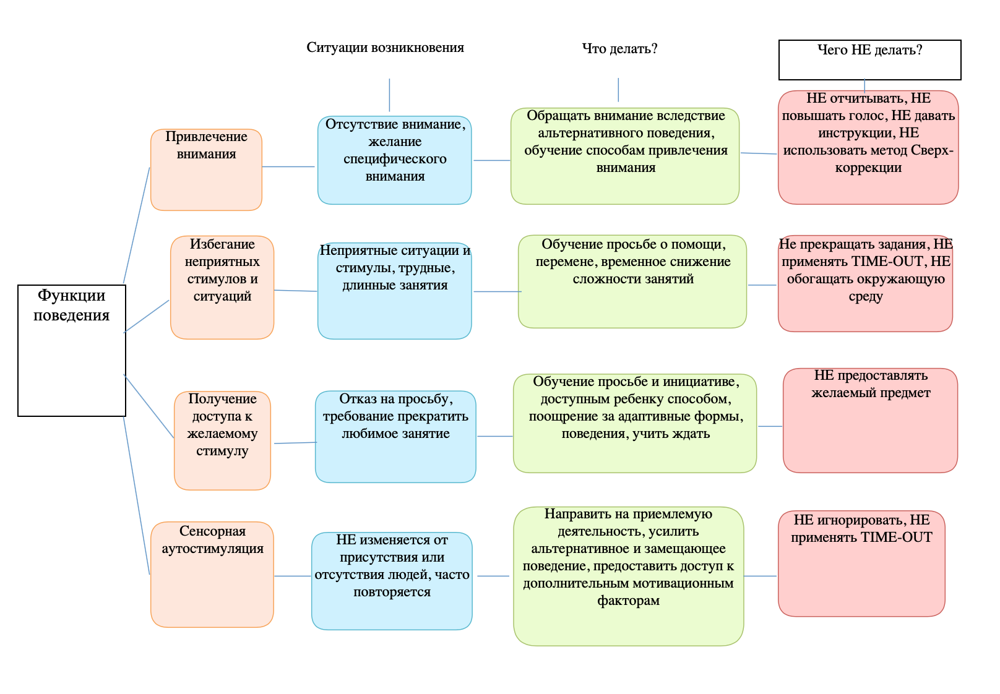 Ситуации возникновения
Что делать?
Чего НЕ делать?
Функции
поведения
Привлечение
внимания
Отсутствие внимание,
желание
специфического
внимания
Обращать внимание вследствие
альтернативного поведения,
обучение способам привлечения
внимания
НЕ отчитывать, НЕ
повышать голос, НЕ давать
инструкции, НЕ
использовать метод Сверх-
коррекции
Избегание
неприятных
стимулов и
ситуаций
Неприятные ситуации и
стимулы, трудные,
длинные занятия
Обучение просьбе о помощи,
перемене, временное снижение
сложности занятий
Не прекращать задания, НЕ
применять TIME-OUT, НЕ
обогащать окружающую
среду
Получение
доступа к
желаемому
стимулу
Отказ на просьбу,
требование прекратить
любимое занятие
Обучение просьбе и инициативе,
доступным ребенку способом,
поощрение за адаптивные формы,
поведения, учить ждать
НЕ предоставлять
желаемый предмет
Сенсорная
аутостимуляция
НЕ изменяется от
присутствия или
отсутствия людей, часто
повторяется
Направить на приемлемую
деятельность, усилить
альтернативное и замещающее
поведение, предоставить доступ к
дополнительным мотивационным
факторам
НЕ игнорировать, НЕ
применять TIME-OUT